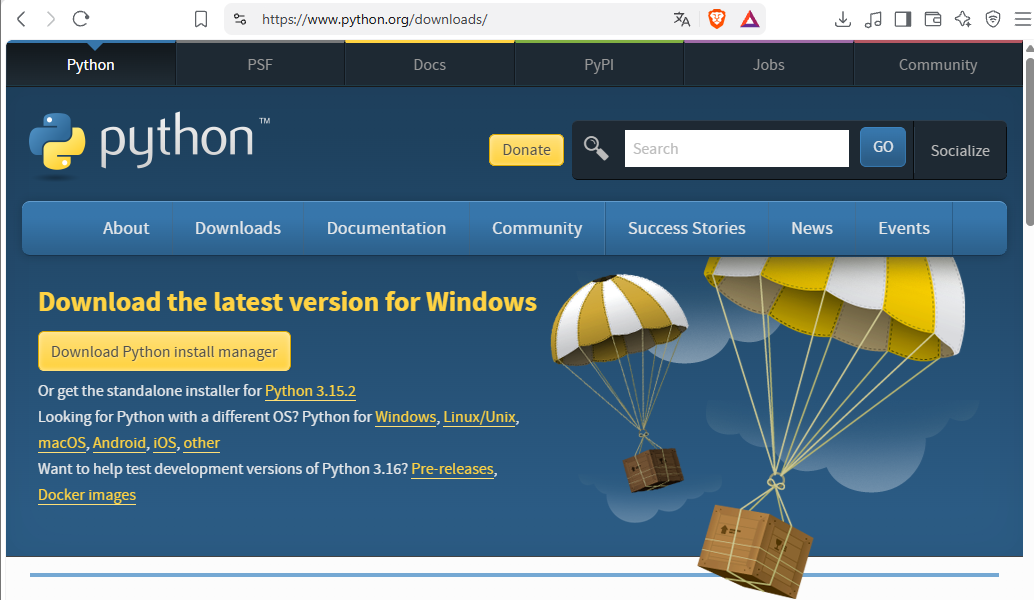 https://www.python.org/downloads/
Python PSF Docs PyPI Jobs Community
python™
Donate Search GO Socialize
About Downloads Documentation Community Success Stories News Events
Download the latest version for Windows
Download Python install manager
Or get the standalone installer for Python 3.15.2
Looking for Python with a different OS? Python for Windows, Linux/Unix,
macOS, Android, iOS, other
Want to help test development versions of Python 3.16? Pre-releases,
Docker images